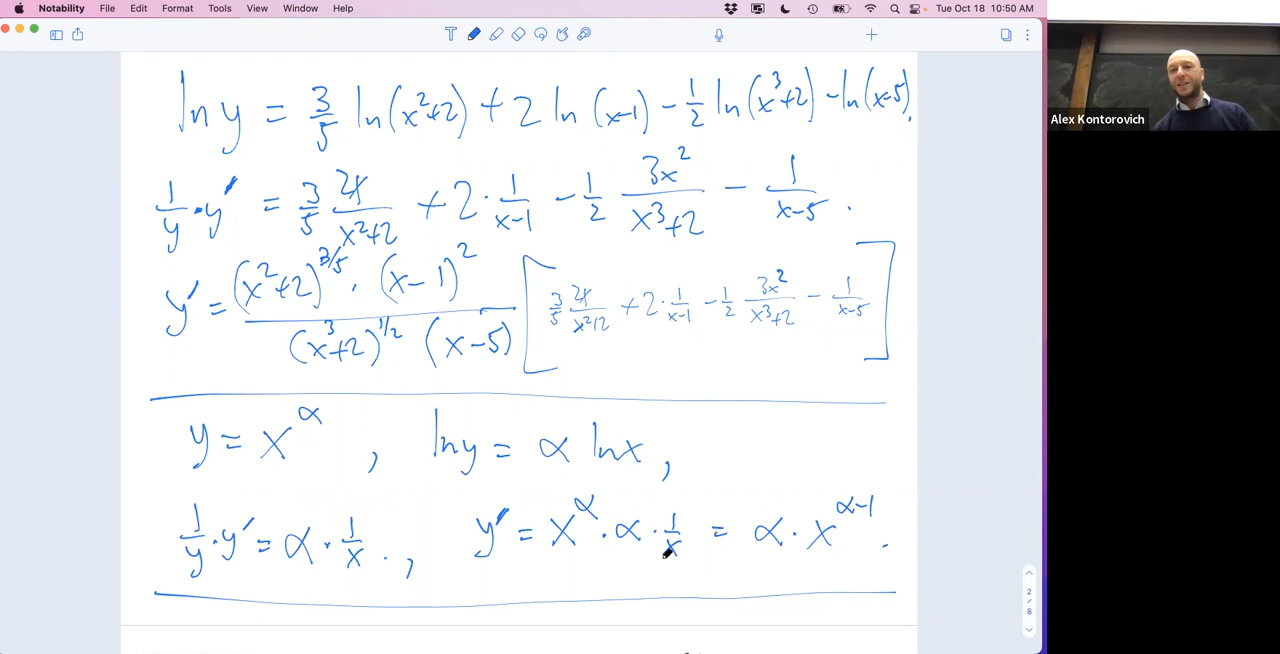 Notability File Edit Format Tools View Window Help Tue Oct 18 10:50 AM
Alex Kontorovich
ln y = 3/5 ln(x²+2) + 2 ln(x-1) - 1/2 ln(x³+2) - ln(x-5).
1/y · y' = 3/5 2x/(x²+2) + 2 · 1/(x-1) - 1/2 3x²/(x³+2) - 1/(x-5).
y' = (x²+2)^(3/5) · (x-1)² / (x³+2)^(1/2) (x-5) [3/5 2x/(x²+2) + 2 · 1/(x-1) - 1/2 3x²/(x³+2) - 1/(x-5)]
y = x^α , ln y = α ln x,
1/y · y' = α · 1/x . , y' = x^α · α · 1/x = α · x^(α-1) .
2
/
8